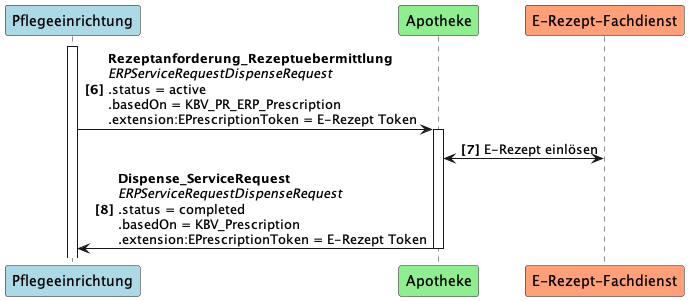 Pflegeeinrichtung
Apotheke
E-Rezept-Fachdienst
Rezeptanforderung_Rezeptuebermittlung
ERPServiceRequestDispenseRequest
[6] .status = active
.basedOn = KBV_PR_ERP_Prescription
.extension:EPrescriptionToken = E-Rezept Token
[7] E-Rezept einlösen
Dispense_ServiceRequest
ERPServiceRequestDispenseRequest
[8] .status = completed
.basedOn = KBV_Prescription
.extension:EPrescriptionToken = E-Rezept Token
Pflegeeinrichtung
Apotheke
E-Rezept-Fachdienst